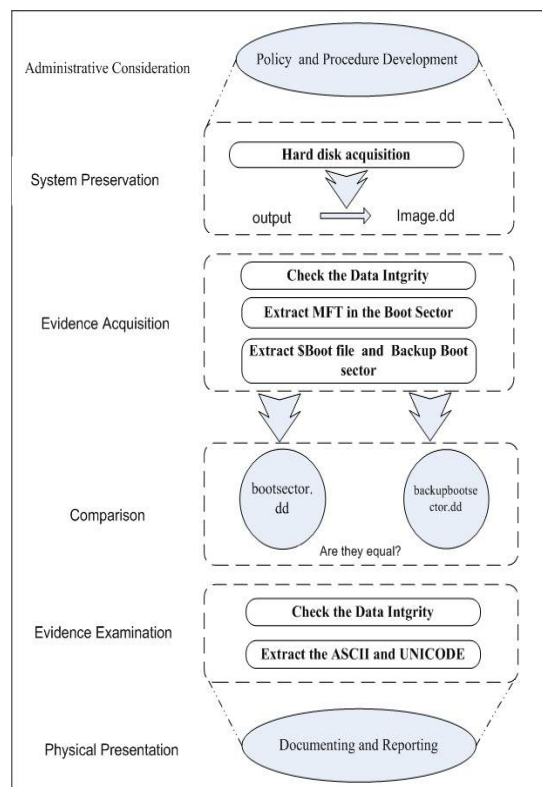 Administrative Consideration
Policy and Procedure Development
Hard disk acquisition
System Preservation
output
Image.dd
Check the Data Intgrity
Extract MFT in the Boot Sector
Evidence Acquisition
Extract $Boot file and Backup Boot
sector
bootsector.
dd
backupbootse
ctor.dd
Comparison
Are they equal?
Check the Data Intgrity
Evidence Examination
Extract the ASCII and UNICODE
Physical Presentation
Documenting and Reporting